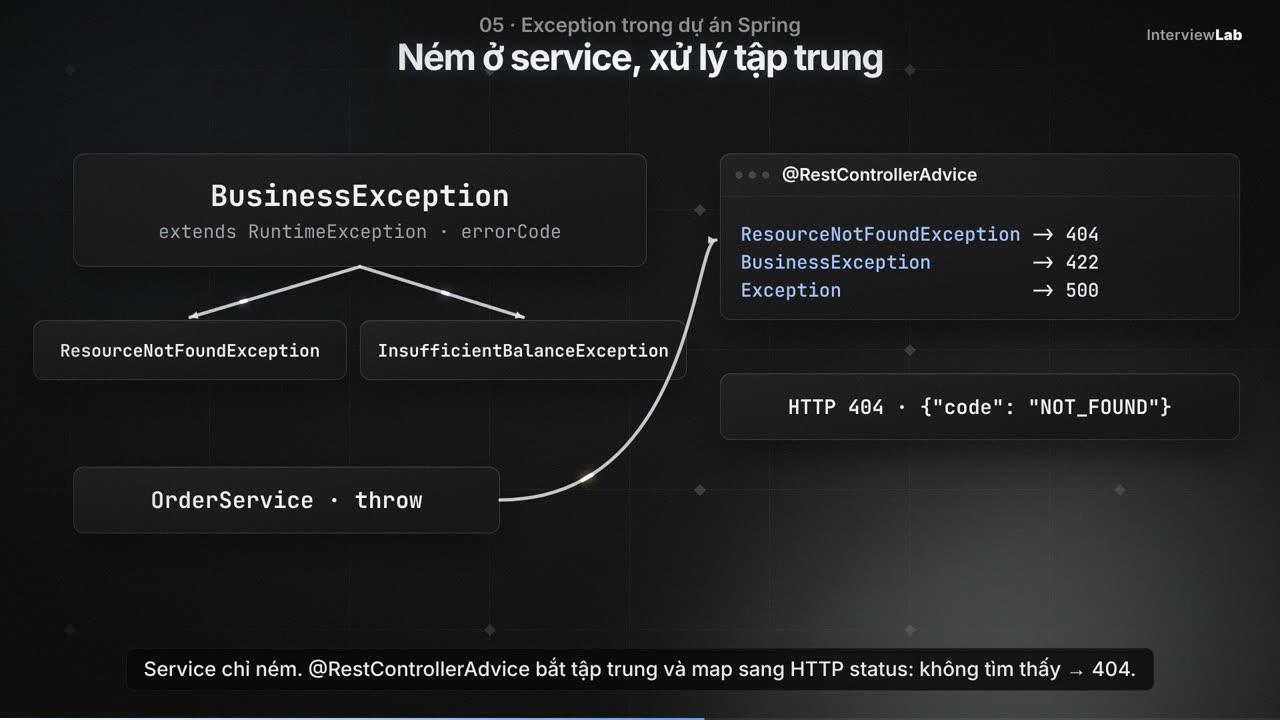 05 · Exception trong dự án Spring
Ném ở service, xử lý tập trung
InterviewLab
BusinessException
extends RuntimeException · errorCode
ResourceNotFoundException
InsufficientBalanceException
OrderService · throw
@RestControllerAdvice
ResourceNotFoundException → 404
BusinessException → 422
Exception → 500
HTTP 404 · {"code": "NOT_FOUND"}
Service chỉ ném. @RestControllerAdvice bắt tập trung và map sang HTTP status: không tìm thấy → 404.